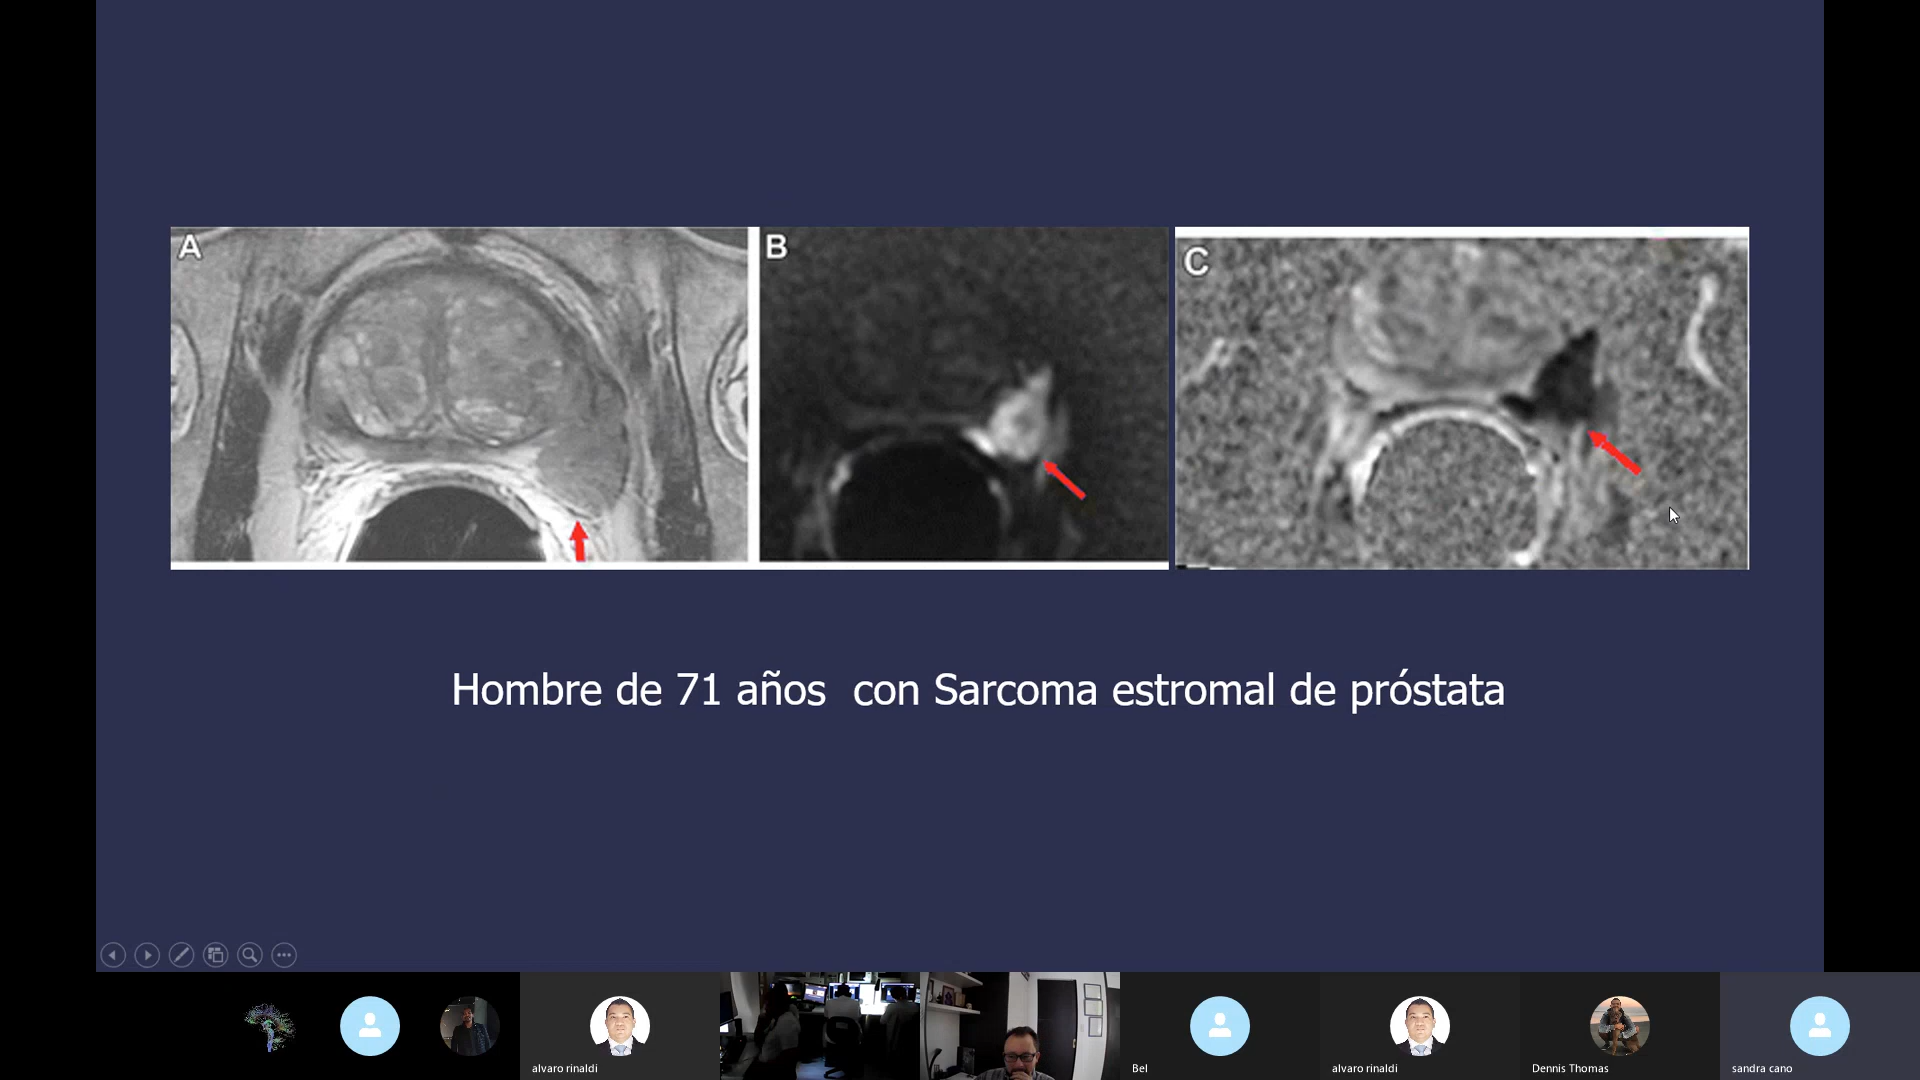 A
B
C
Hombre de 71 años  con Sarcoma estromal de próstata
alvaro rinaldi
Bel
alvaro rinaldi
Dennis Thomas
sandra cano